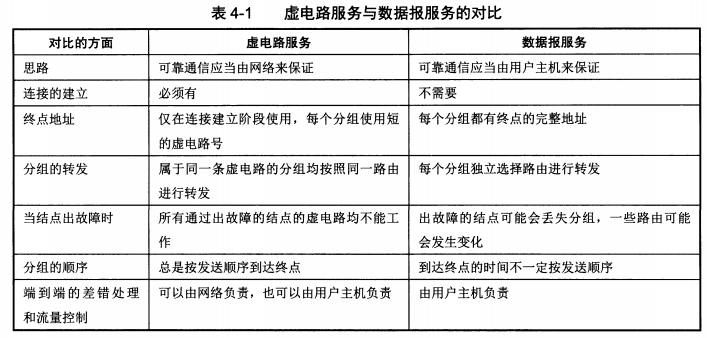 表 4-1 虚电路服务与数据报服务的对比
对比的方面 虚电路服务 数据报服务
思路 可靠通信应当由网络来保证 可靠通信应当由用户主机来保证
连接的建立 必须有 不需要
终点地址 仅在连接建立阶段使用，每个分组使用短 每个分组都有终点的完整地址
的虚电路号
分组的转发 属于同一条虚电路的分组均按照同一路由 每个分组独立选择路由进行转发
进行转发
当结点出故障时 所有通过出故障的结点的虚电路均不能工 出故障的结点可能会丢失分组，一些路由可能
作 会发生变化
分组的顺序 总是按发送顺序到达终点 到达终点的时间不一定按发送顺序
端到端的差错处理 可以由网络负责，也可以由用户主机负责 由用户主机负责
和流量控制